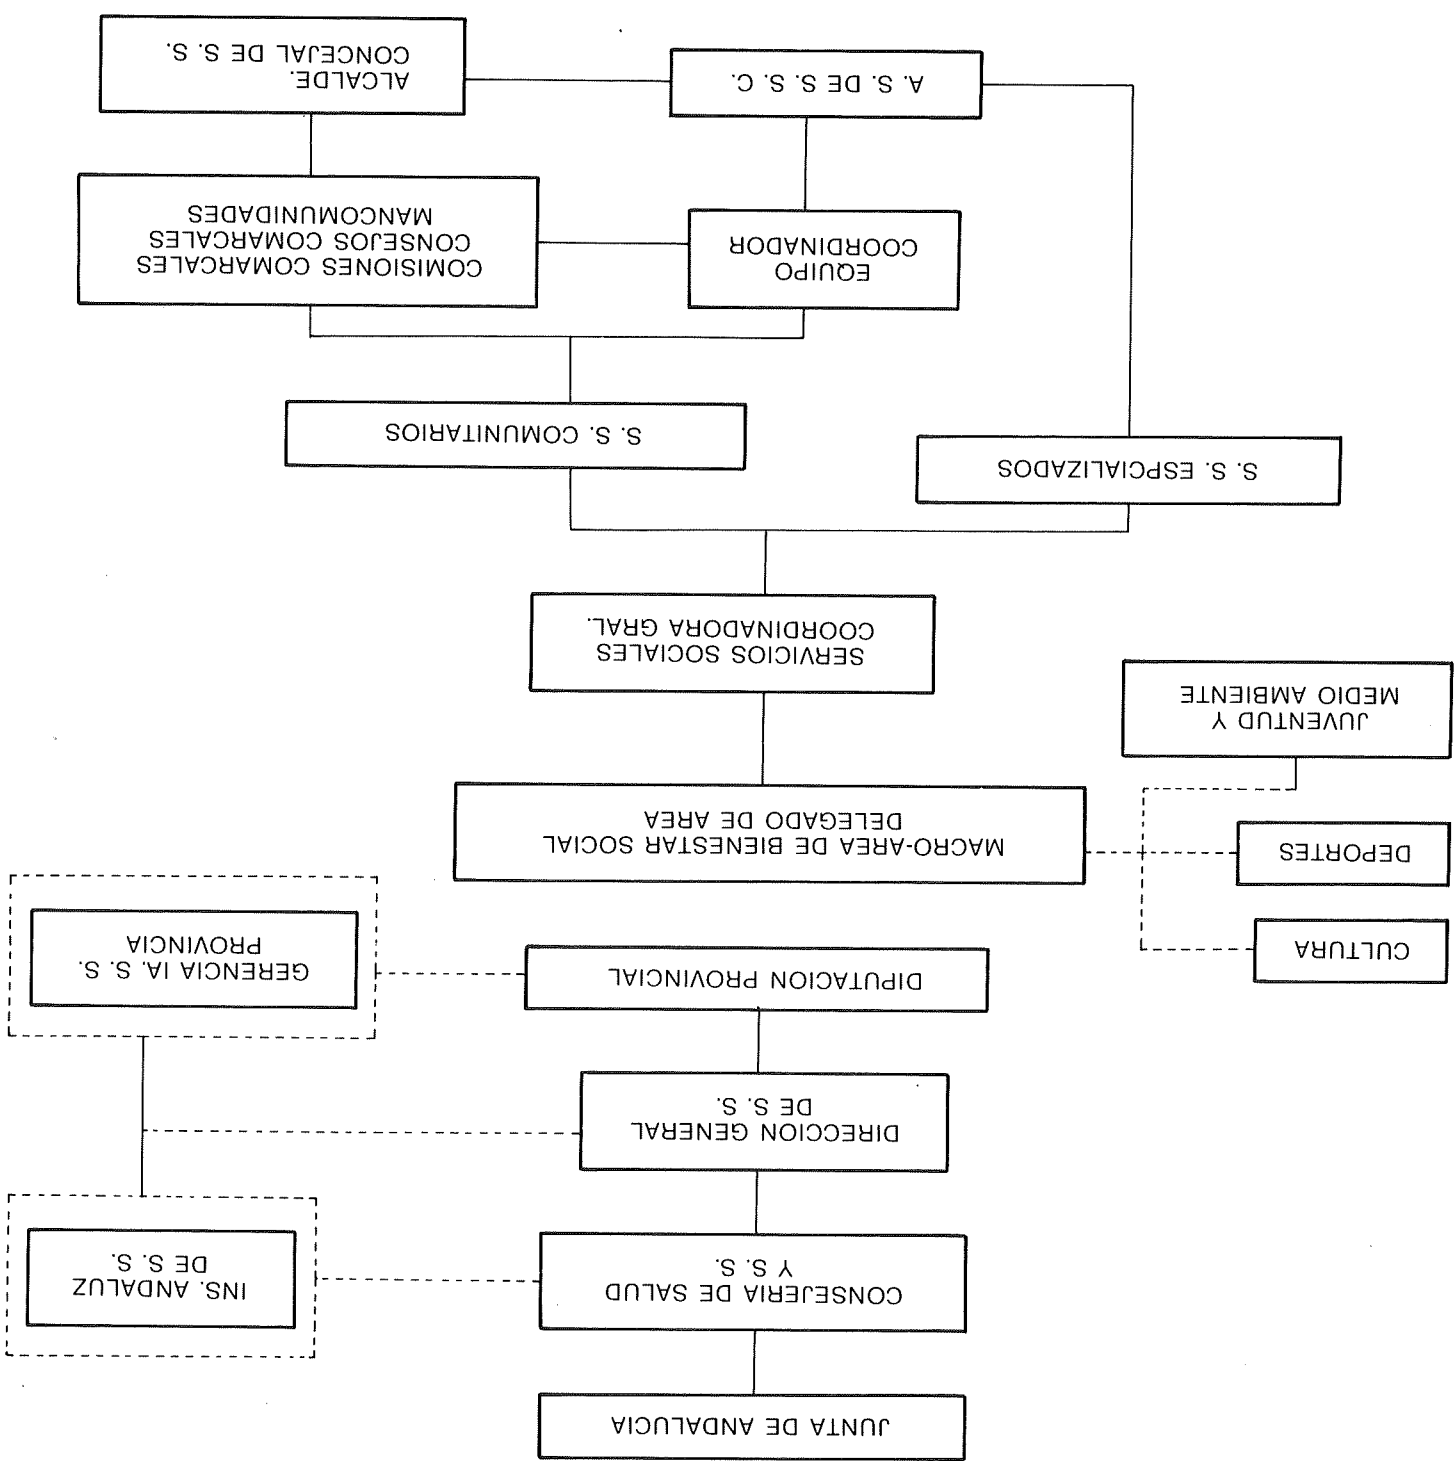 JUNTA DE ANDALUCIA
CONSEJERIA DE SALUD
Y S. S.
INS. ANDALUZ
DE S. S.
DIRECCION GENERAL
DE S. S.
DIPUTACION PROVINCIAL
GERENCIA IA. S. S.
PROVINCIA
CULTURA
DEPORTES
MACRO-AREA DE BIENESTAR SOCIAL
DELEGADO DE AREA
JUVENTUD Y
MEDIO AMBIENTE
SERVICIOS SOCIALES
COORDINADORA GRAL.
S. S. ESPCIALIZADOS
S. S. COMUNITARIOS
EQUIPO
COORDINADOR
COMISIONES COMARCALES
CONSEJOS COMARCALES
MANCOMUNIDADES
A. S. DE S. S. C.
ALCALDE.
CONCEJAL DE S. S.